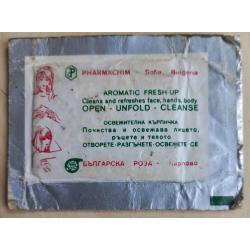 PHARMACHIM Sofia, Bulgaria
AROMATIC FRESH UP
Cleans and refreshes face, hands, body
OPEN - UNFOLD - CLEANSE
ОСВЕЖИТЕЛНА КЪРПИЧКА
Почиства и освежава лицето,
ръцете и тялото
ОТВОРЕТЕ-РАЗГЪНЕТЕ-ОСВЕЖЕТЕ СЕ
БЪЛГАРСКА РОЗА - Карлово